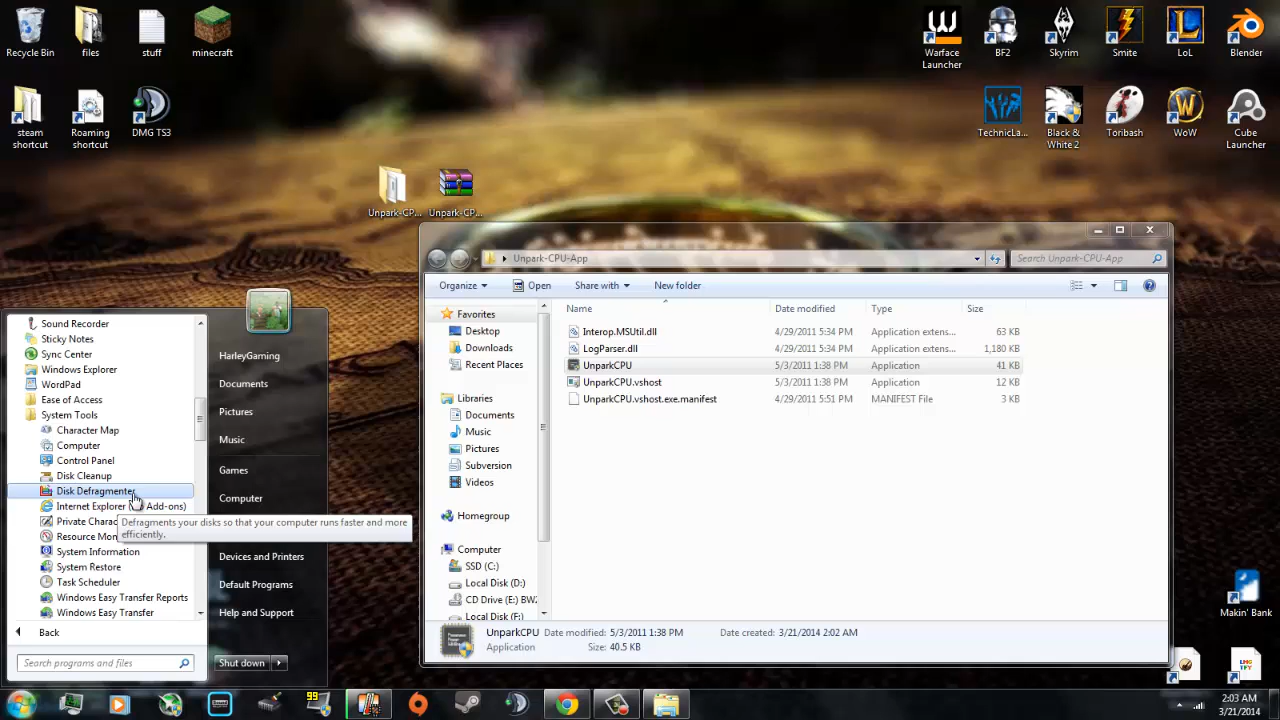 Recycle Bin
files
stuff
minecraft
Warface Launcher
BF2
Skyrim
Smite
LoL
Blender
steam shortcut
Roaming shortcut
DMG TS3
TechnicLa...
Black & White 2
Toribash
WoW
Cube Launcher
Unpark-CP...
Unpark-CP...
Unpark-CPU-App
Search Unpark-CPU-App
Organize
Open
Share with
New folder
Name
Date modified
Type
Size
Favorites
Desktop
Downloads
Recent Places
Libraries
Documents
Music
Pictures
Subversion
Videos
Homegroup
Computer
SSD (C:)
Local Disk (D:)
CD Drive (E:) BW2
Local Disk (F:)
Interop.MSUtil.dll 4/29/2011 5:34 PM Application extens... 63 KB
LogParser.dll 4/29/2011 5:34 PM Application extens... 1,180 KB
UnparkCPU 5/3/2011 1:38 PM Application 41 KB
UnparkCPU.vshost 5/3/2011 1:38 PM Application 12 KB
UnparkCPU.vshost.exe.manifest 4/29/2011 5:51 PM MANIFEST File 3 KB
UnparkCPU Date modified: 5/3/2011 1:38 PM Date created: 3/21/2014 2:02 AM
Application Size: 40.5 KB
Sound Recorder
Sticky Notes
Sync Center
Windows Explorer
WordPad
Ease of Access
System Tools
Character Map
Computer
Control Panel
Disk Cleanup
Disk Defragmenter
Internet Explorer Add-ons)
Private Charac
Resource Mon
System Information
System Restore
Task Scheduler
Windows Easy Transfer Reports
Windows Easy Transfer
Back
Search programs and files
Defragments your disks so that your computer runs faster and more
efficiently.
HarleyGaming
Documents
Pictures
Music
Games
Computer
Devices and Printers
Default Programs
Help and Support
Shut down
Makin' Bank
99
2:03 AM
3/21/2014